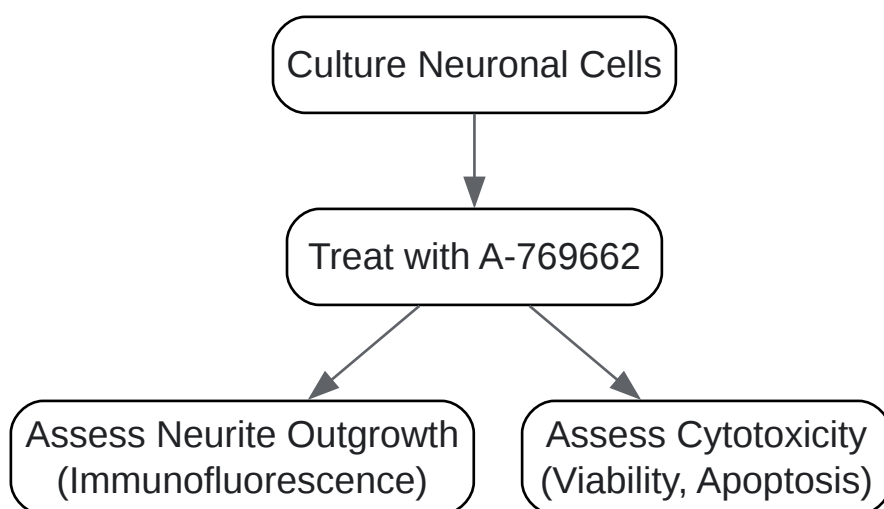 Culture Neuronal Cells
Treat with A-769662
Assess Neurite Outgrowth
(Immunofluorescence)
Assess Cytotoxicity
(Viability, Apoptosis)